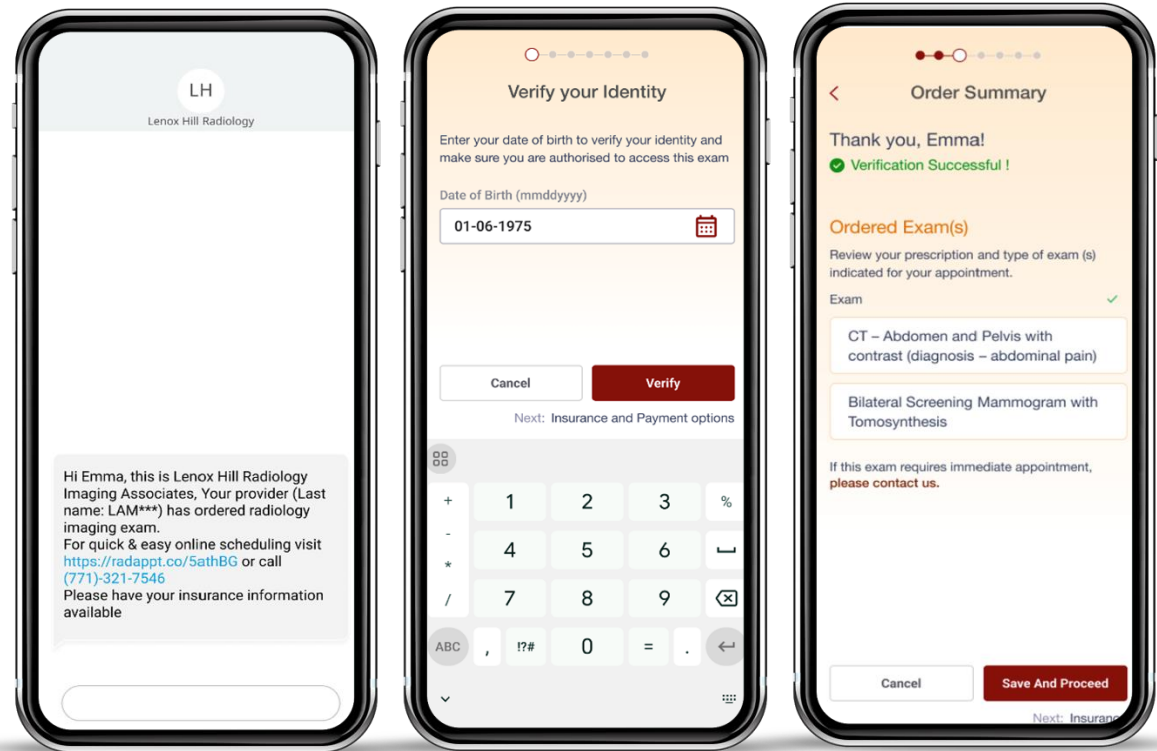 LH
Lenox Hill Radiology
Hi Emma, this is Lenox Hill Radiology
Imaging Associates, Your provider (Last
name: LAM***) has ordered radiology
imaging exam.
For quick & easy online scheduling visit
https://radappt.co/5athBG or call
(771)-321-7546
Please have your insurance information
available
Verify your Identity
Enter your date of birth to verify your identity and
make sure you are authorised to access this exam
Date of Birth (mmddyyyy)
01-06-1975
Cancel Verify
Next: Insurance and Payment options
+ 1 2 3 %
- 4 5 6
*
/ 7 8 9
ABC , !?# 0 = .
Order Summary
Thank you, Emma!
Verification Successful !
Ordered Exam(s)
Review your prescription and type of exam (s)
indicated for your appointment.
Exam
CT – Abdomen and Pelvis with
contrast (diagnosis – abdominal pain)
Bilateral Screening Mammogram with
Tomosynthesis
If this exam requires immediate appointment,
please contact us.
Cancel Save And Proceed
Next: Insuranc